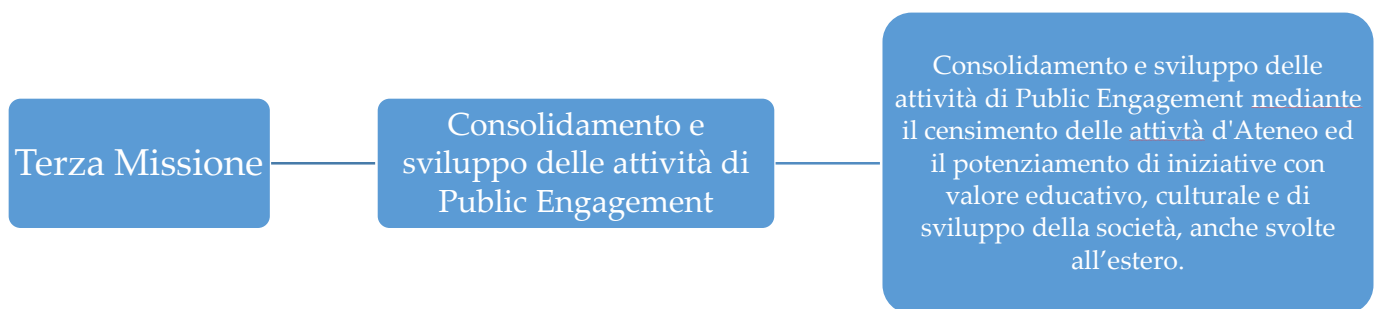 Terza Missione
Consolidamento e
sviluppo delle attività di
Public Engagement
Consolidamento e sviluppo delle
attività di Public Engagement mediante
il censimento delle attivtà d'Ateneo ed
il potenziamento di iniziative con
valore educativo, culturale e di
sviluppo della società, anche svolte
all’estero.